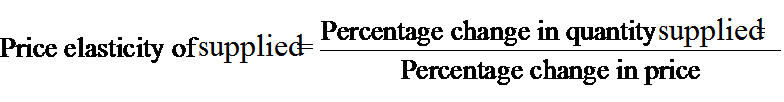 Price elasticity of supplied = Percentage change in quantity supplied
Percentage change in price